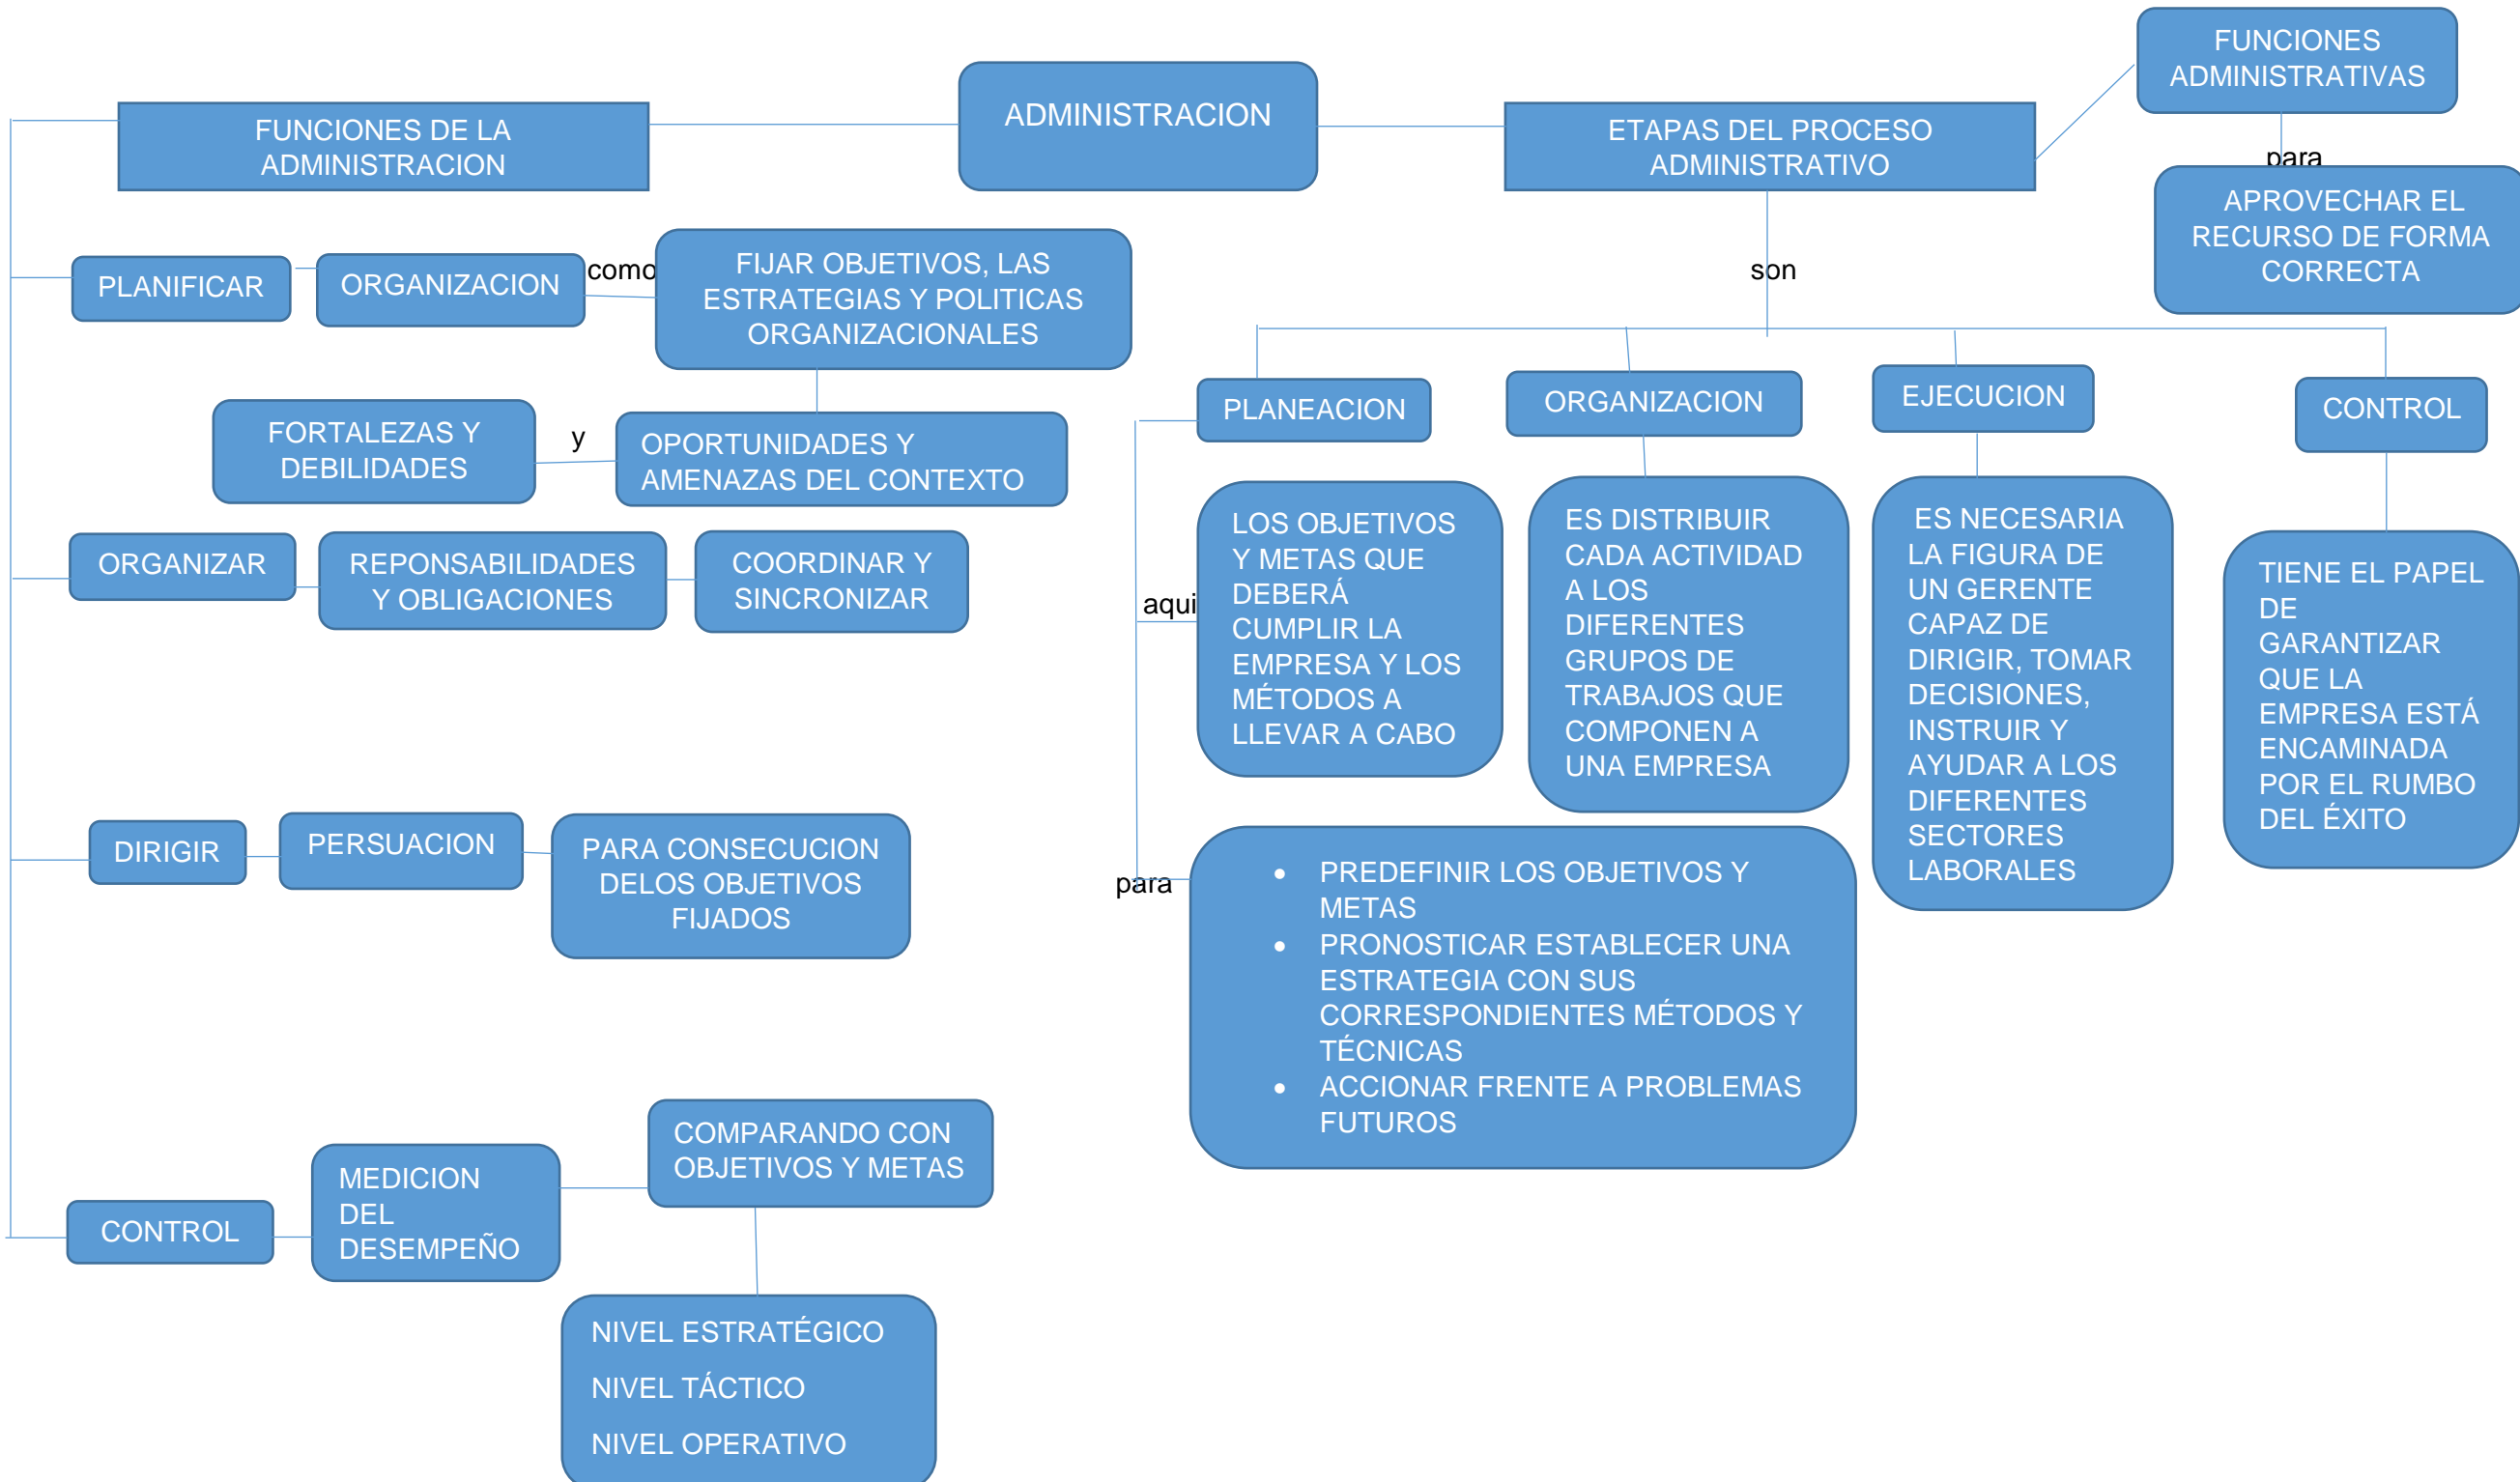 ADMINISTRACION
FUNCIONES DE LA
ADMINISTRACION
PLANIFICAR
ORGANIZACION
como
FIJAR OBJETIVOS, LAS
ESTRATEGIAS Y POLITICAS
ORGANIZACIONALES
FORTALEZAS Y
DEBILIDADES
y
OPORTUNIDADES Y
AMENAZAS DEL CONTEXTO
ORGANIZAR
REPONSABILIDADES
Y OBLIGACIONES
COORDINAR Y
SINCRONIZAR
DIRIGIR
PERSUACION
PARA CONSECUCION
DELOS OBJETIVOS
FIJADOS
CONTROL
MEDICION
DEL
DESEMPEÑO
COMPARANDO CON
OBJETIVOS Y METAS
NIVEL ESTRATÉGICO
NIVEL TÁCTICO
NIVEL OPERATIVO
ETAPAS DEL PROCESO
ADMINISTRATIVO
FUNCIONES
ADMINISTRATIVAS
para
APROVECHAR EL
RECURSO DE FORMA
CORRECTA
son
PLANEACION
aqui
LOS OBJETIVOS
Y METAS QUE
DEBERÁ
CUMPLIR LA
EMPRESA Y LOS
MÉTODOS A
LLEVAR A CABO
para
• PREDEFINIR LOS OBJETIVOS Y
METAS
• PRONOSTICAR ESTABLECER UNA
ESTRATEGIA CON SUS
CORRESPONDIENTES MÉTODOS Y
TÉCNICAS
• ACCIONAR FRENTE A PROBLEMAS
FUTUROS
ORGANIZACION
ES DISTRIBUIR
CADA ACTIVIDAD
A LOS
DIFERENTES
GRUPOS DE
TRABAJOS QUE
COMPONEN A
UNA EMPRESA
EJECUCION
ES NECESARIA
LA FIGURA DE
UN GERENTE
CAPAZ DE
DIRIGIR, TOMAR
DECISIONES,
INSTRUIR Y
AYUDAR A LOS
DIFERENTES
SECTORES
LABORALES
CONTROL
TIENE EL PAPEL
DE
GARANTIZAR
QUE LA
EMPRESA ESTÁ
ENCAMINADA
POR EL RUMBO
DEL ÉXITO